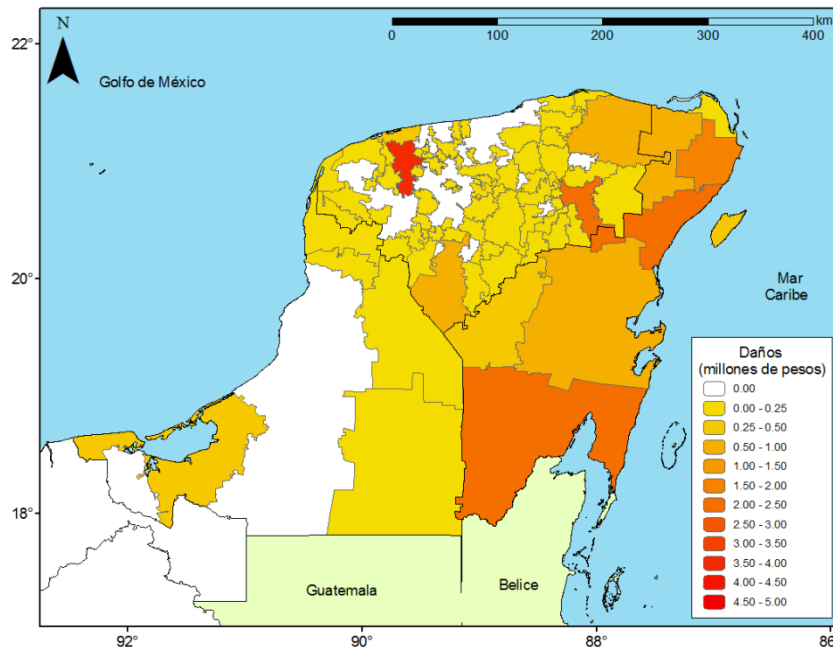 N
km
0 100 200 300 400
22°
Golfo de México
20°
Mar
Caribe
Daños
(millones de pesos)
0.00
0.00 - 0.25
0.25 - 0.50
0.50 - 1.00
1.00 - 1.50
1.50 - 2.00
2.00 - 2.50
2.50 - 3.00
3.00 - 3.50
3.50 - 4.00
4.00 - 4.50
4.50 - 5.00
18°
Guatemala
Belice
92° 90° 88° 86